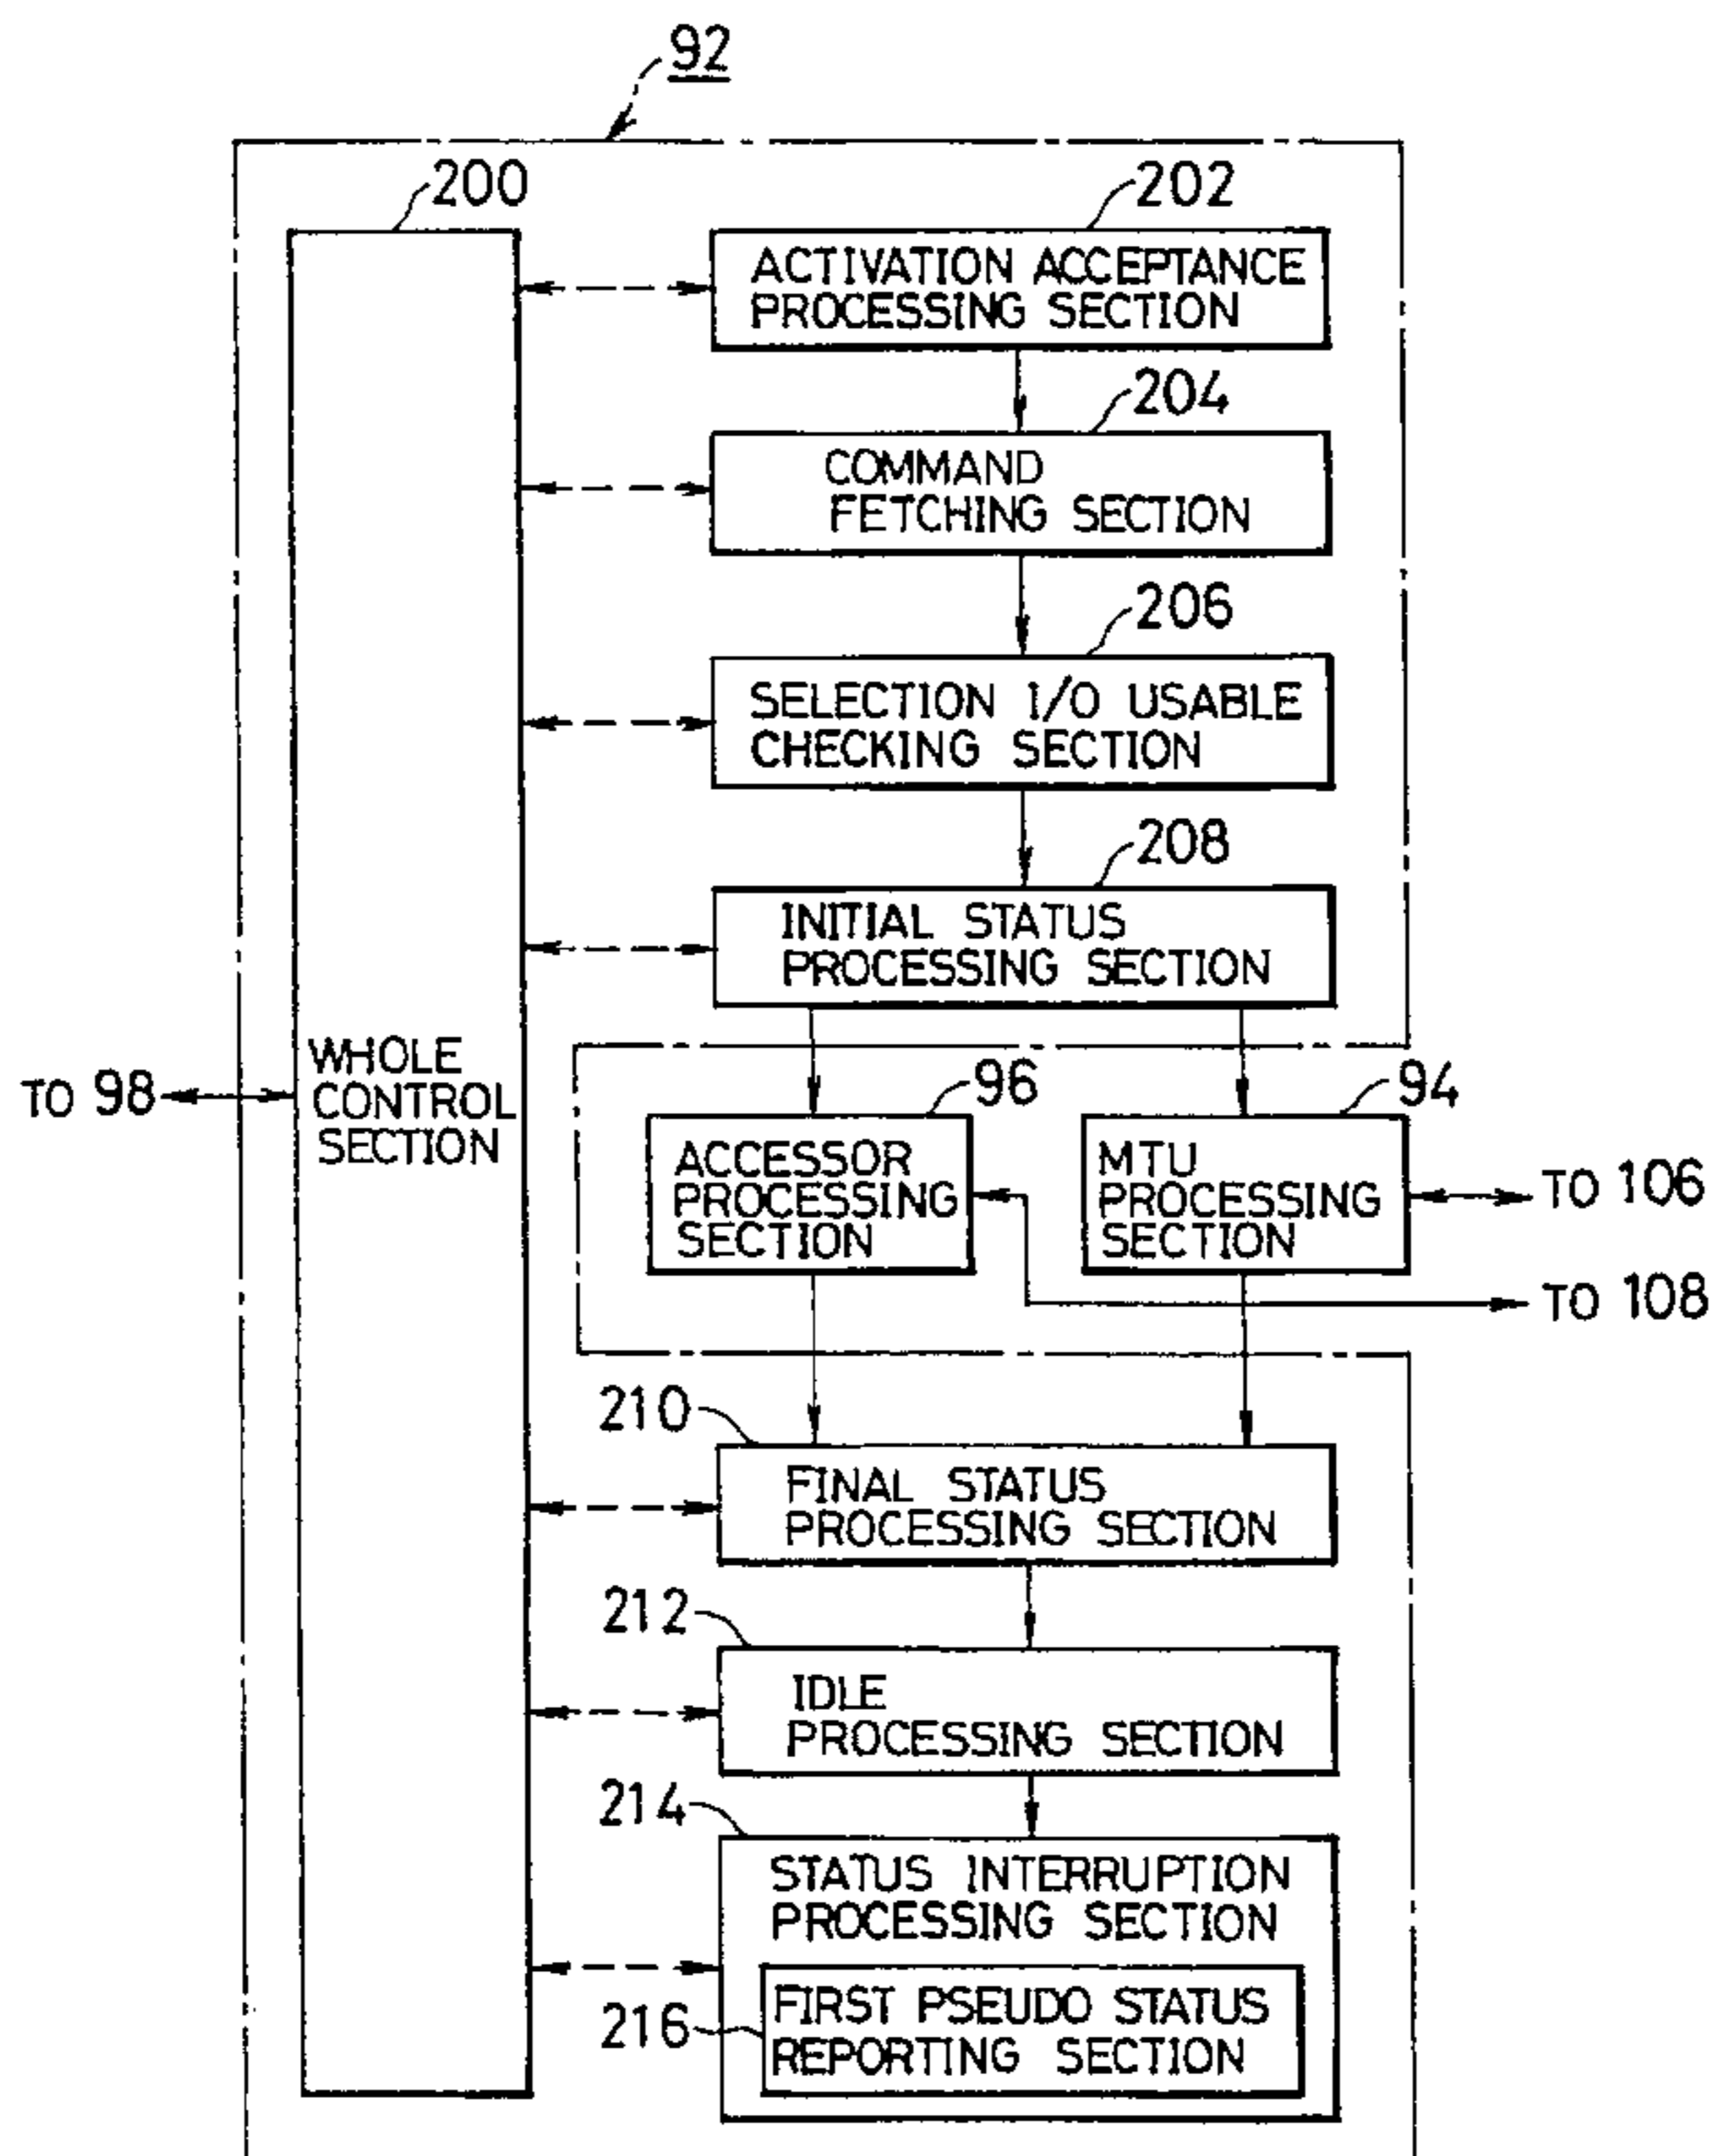 92
200
202
ACTIVATION ACCEPTANCE
PROCESSING SECTION
204
COMMAND
FETCHING SECTION
206
SELECTION I/O USABLE
CHECKING SECTION
208
INITIAL STATUS
PROCESSING SECTION
WHOLE
CONTROL
SECTION
TO 98
96
ACCESSOR
PROCESSING
SECTION
94
MTU
PROCESSING
SECTION
TO 106
TO 108
210
FINAL STATUS
PROCESSING SECTION
212
IDLE
PROCESSING SECTION
214
STATUS INTERRUPTION
PROCESSING SECTION
216
FIRST PSEUDO STATUS
REPORTING SECTION